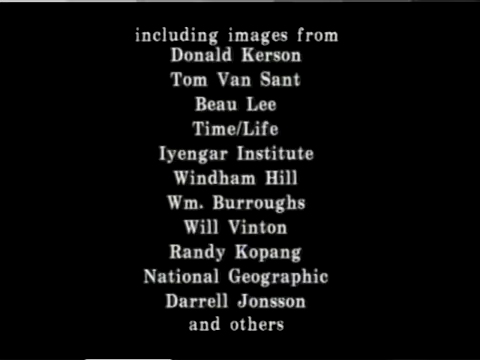 including images from
Donald Kerson
Tom Van Sant
Beau Lee
Time/Life
Iyengar Institute
Windham Hill
Wm. Burroughs
Will Vinton
Randy Kopang
National Geographic
Darrell Jonsson
and others